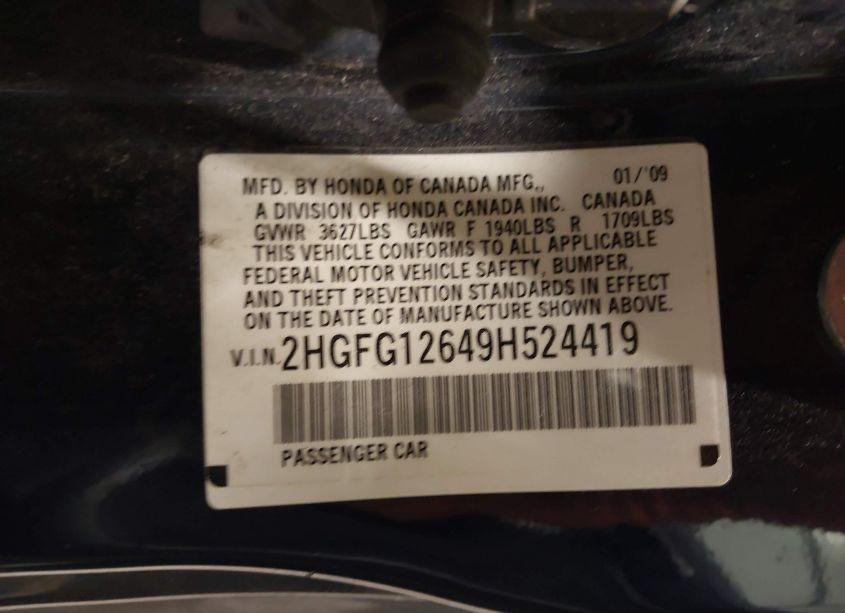 MFD. BY HONDA OF CANADA MFG., 01/'09
A DIVISION OF HONDA CANADA INC. CANADA
GVWR 3627LBS GAWR F 1940LBS R 1709LBS
THIS VEHICLE CONFORMS TO ALL APPLICABLE
FEDERAL MOTOR VEHICLE SAFETY, BUMPER,
AND THEFT PREVENTION STANDARDS IN EFFECT
ON THE DATE OF MANUFACTURE SHOWN ABOVE.
V.I.N. 2HGFG12649H524419
PASSENGER CAR